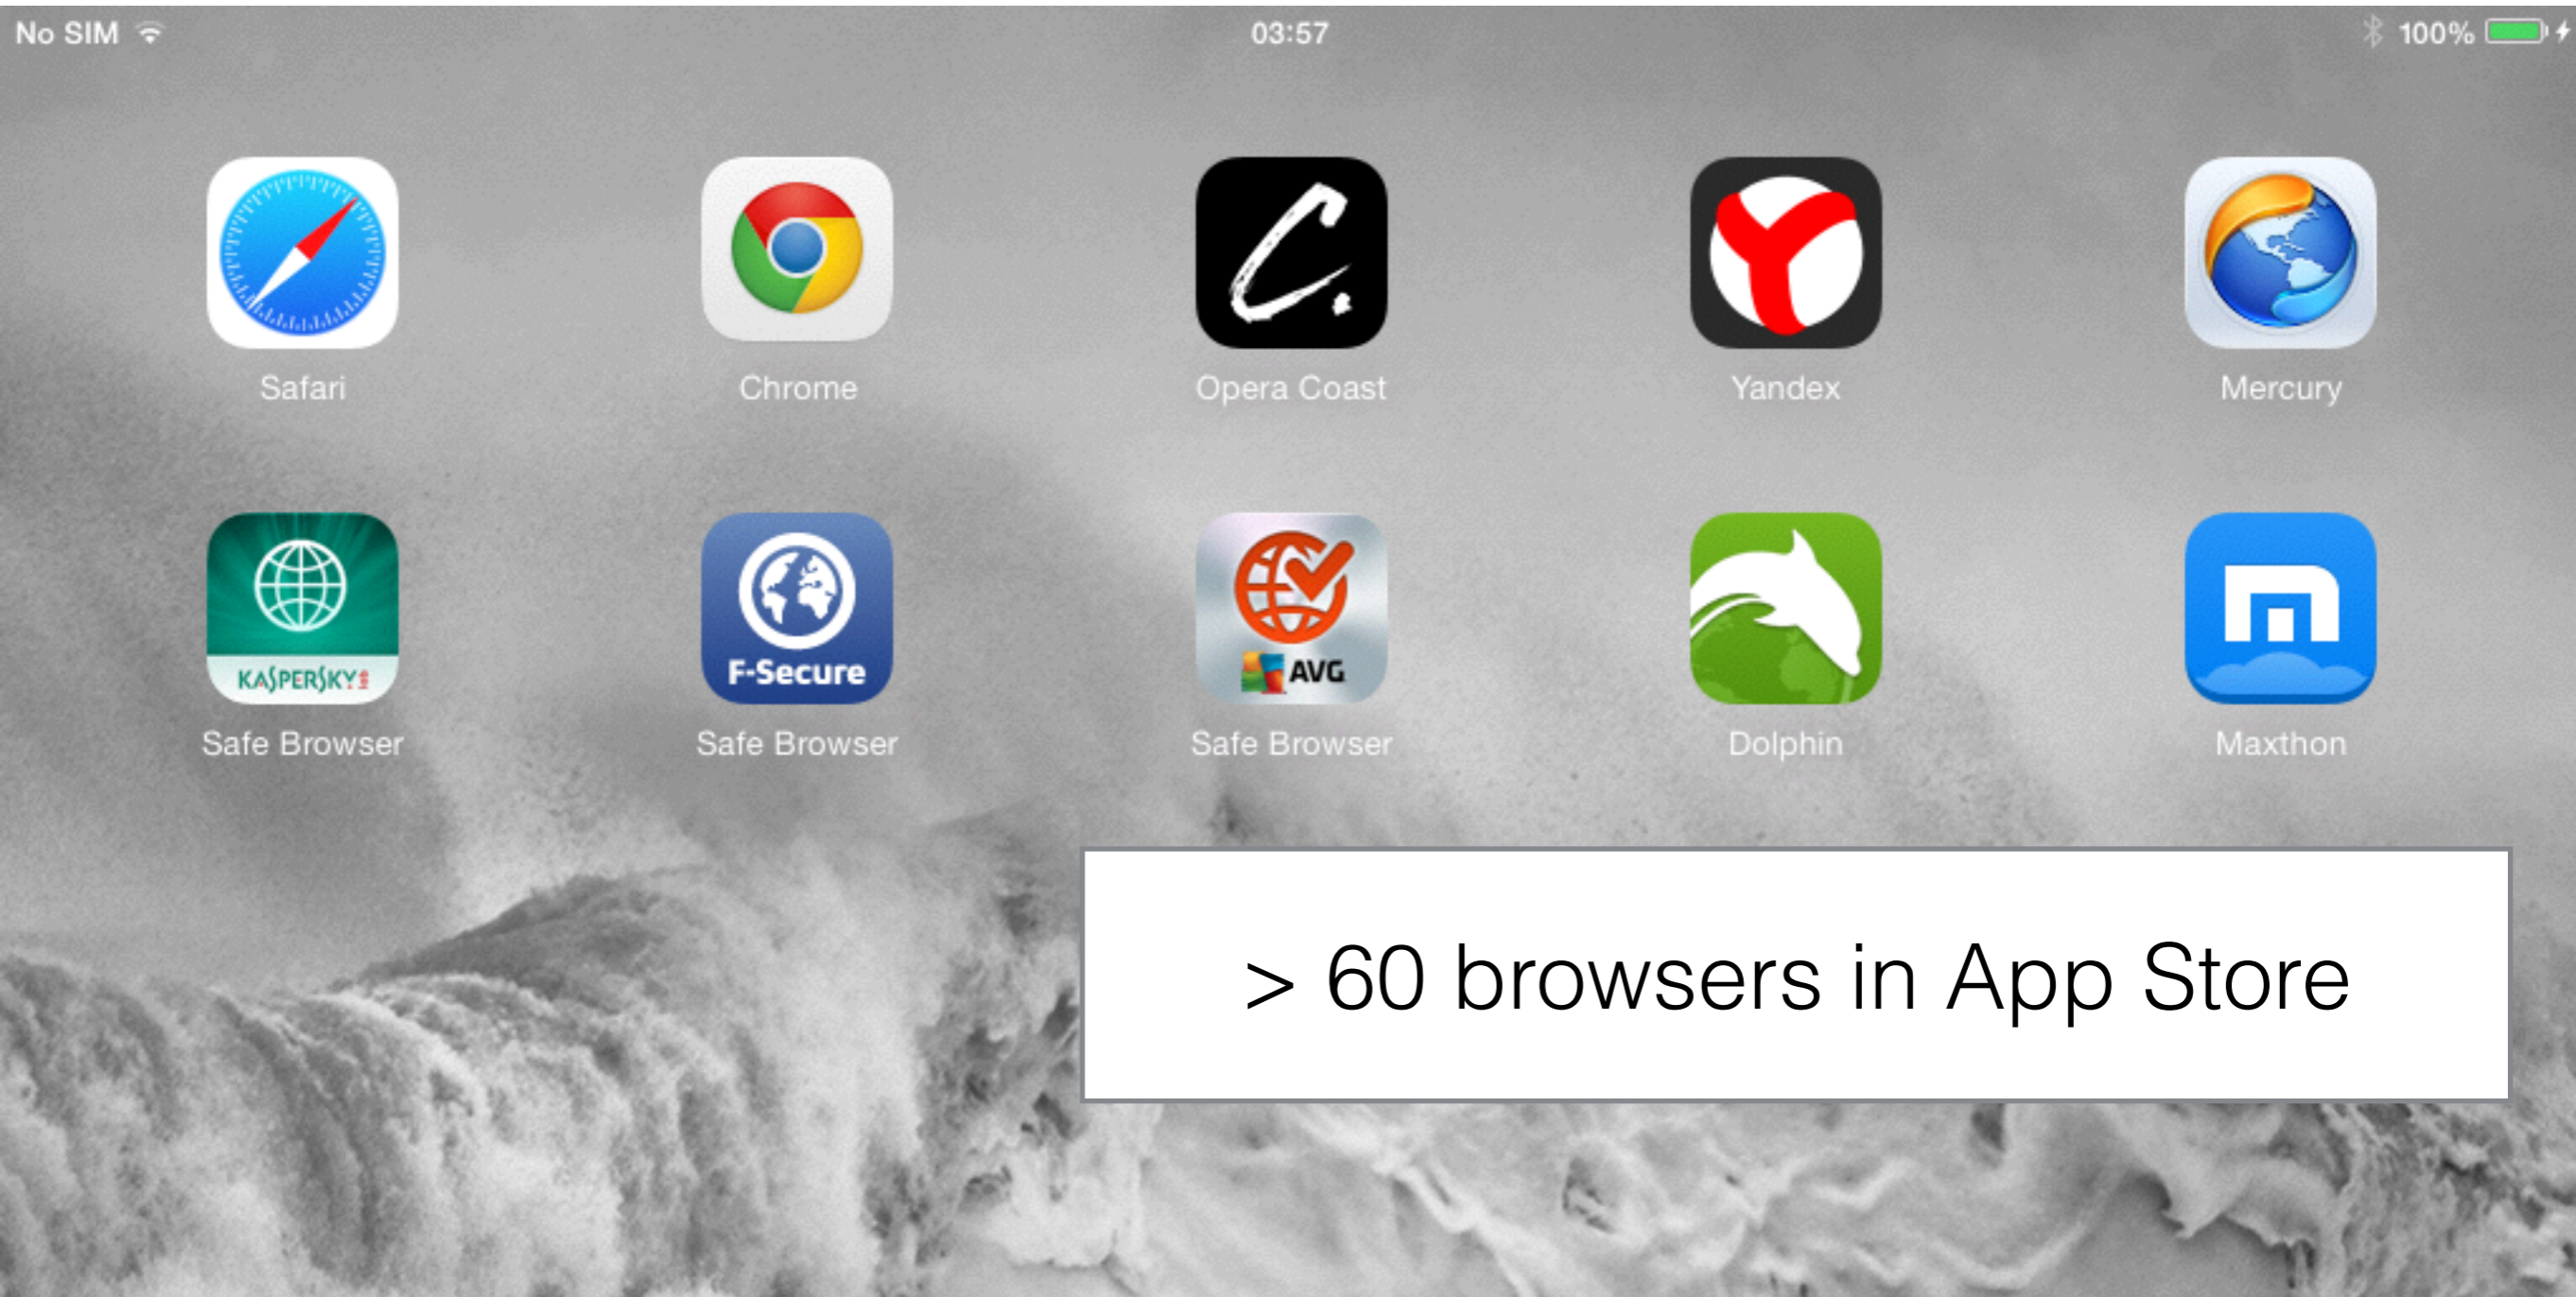 No SIM
03:57
100%
Safari
Chrome
Opera Coast
Yandex
Mercury
KASPERSKY lab
F-Secure
AVG
Safe Browser
Safe Browser
Safe Browser
Dolphin
Maxthon
> 60 browsers in App Store